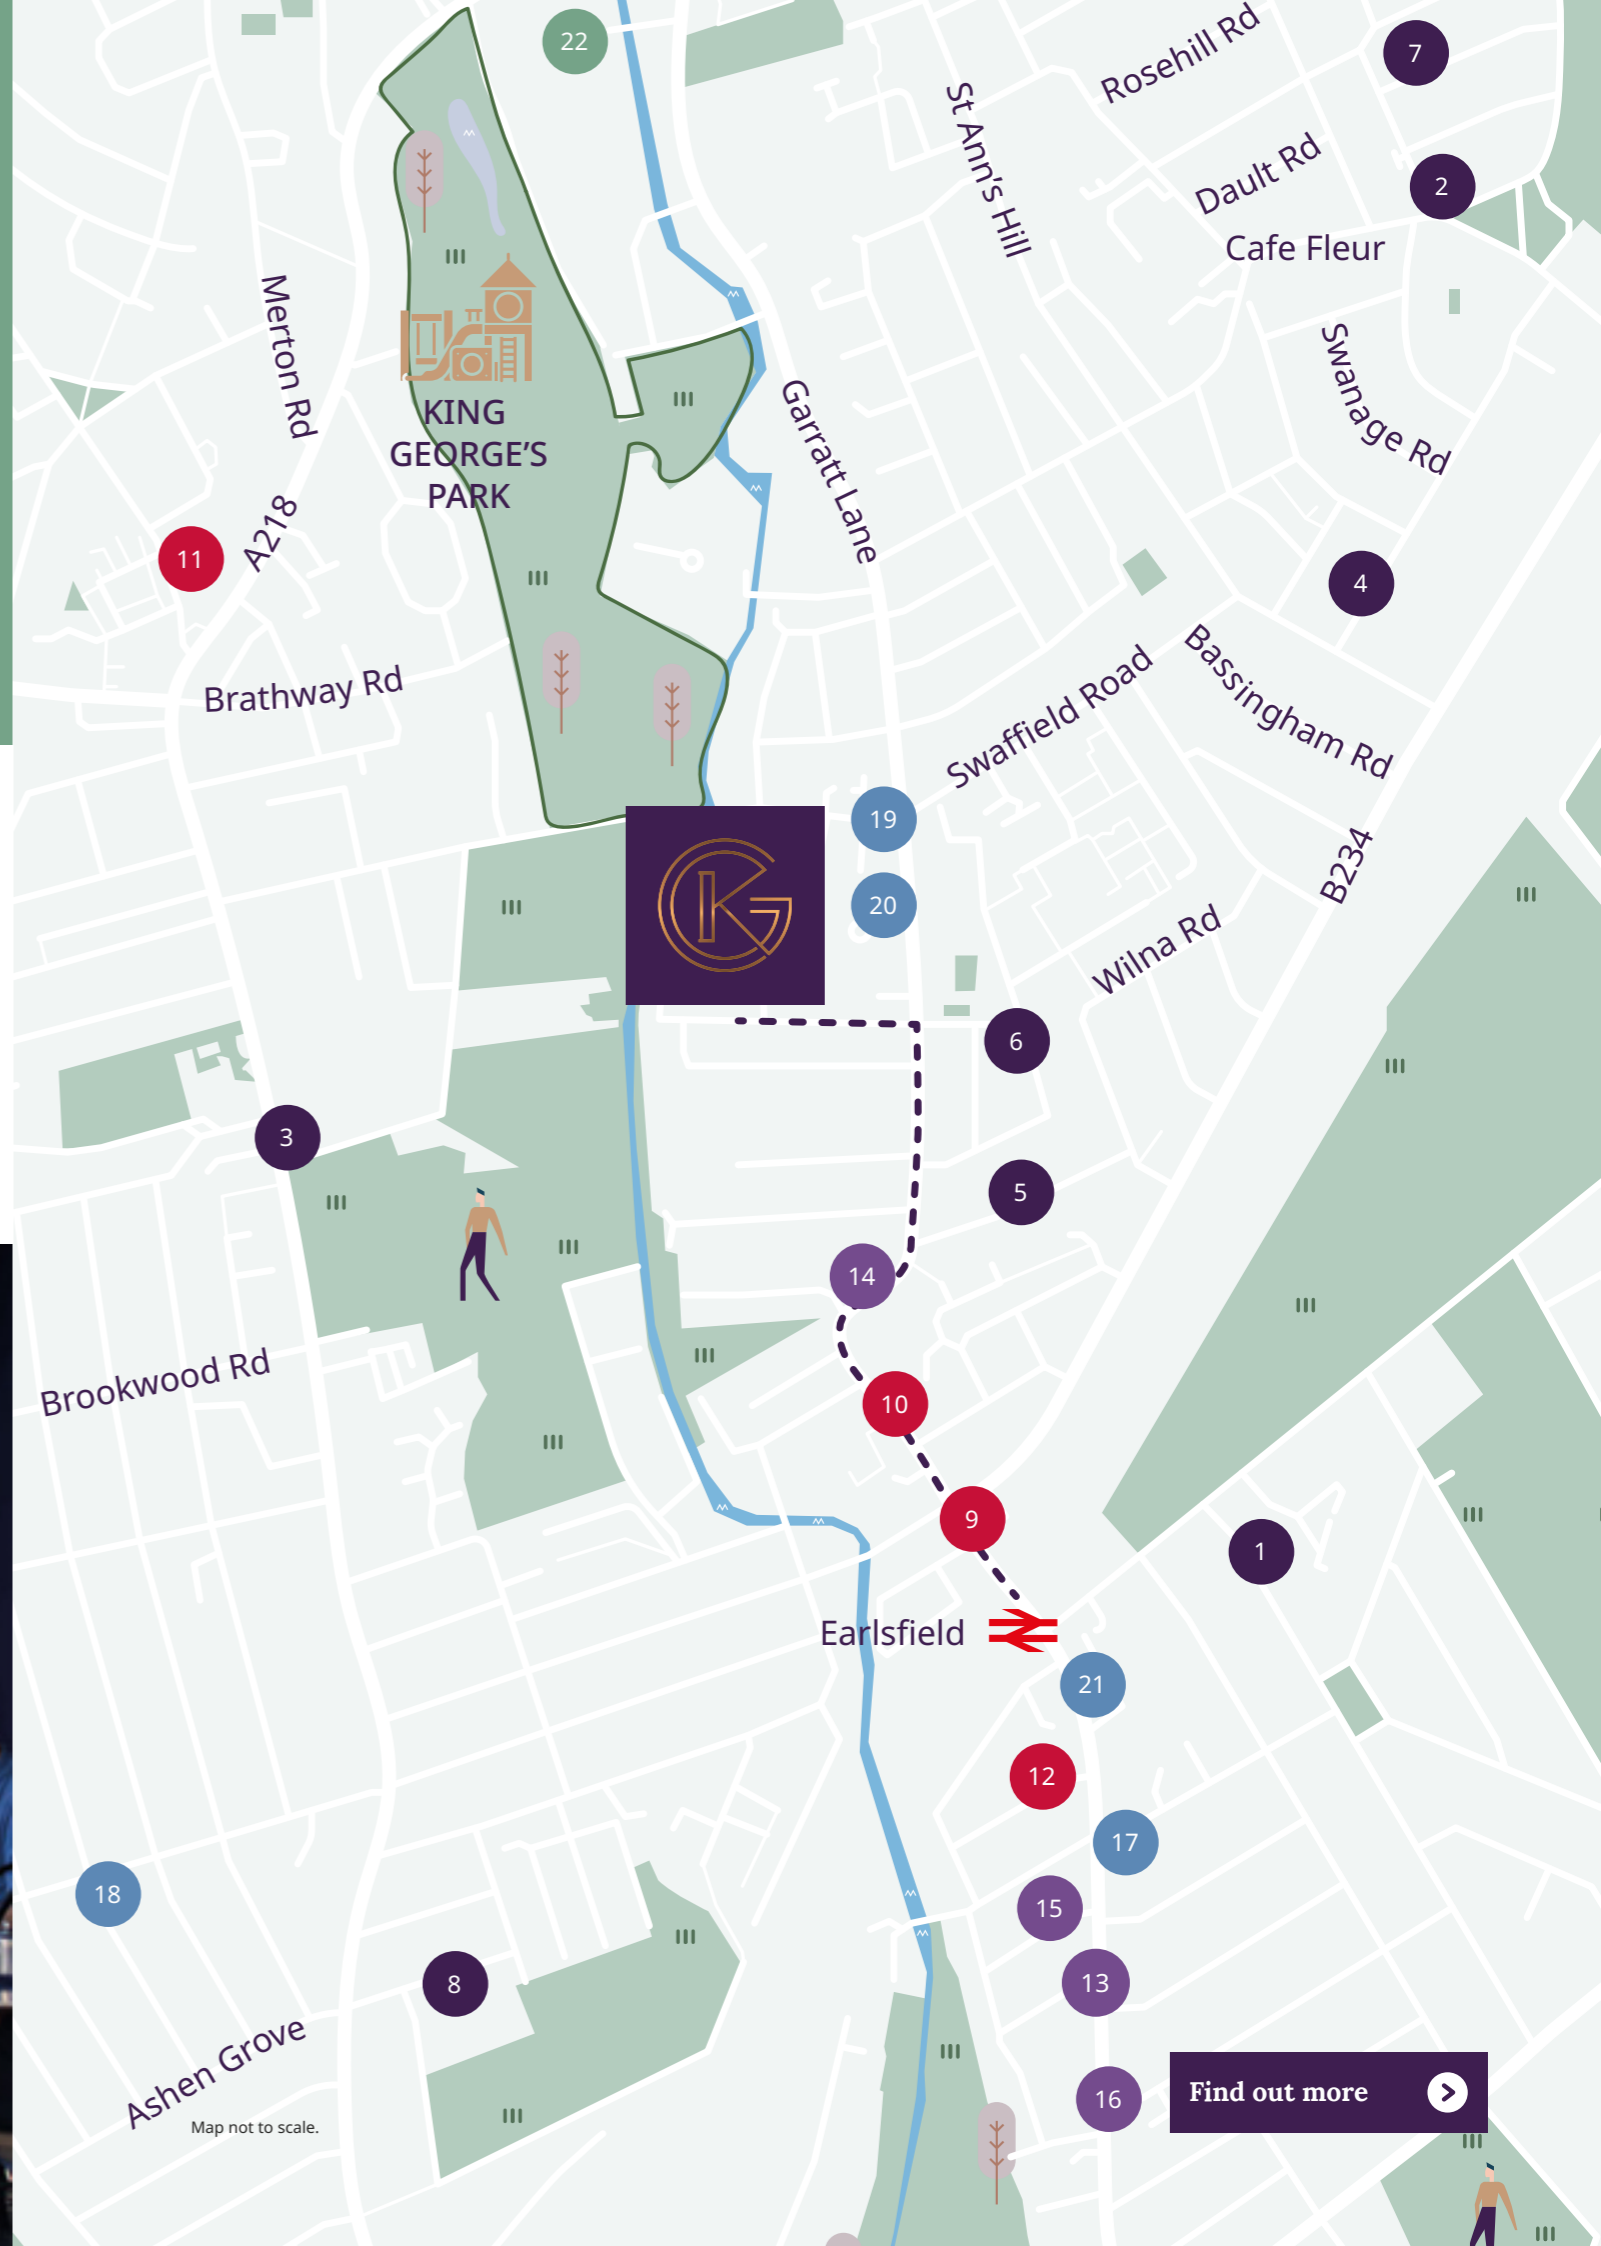 22
7
Rosehill Rd
St Ann's Hill
Dault Rd
2
Cafe Fleur
Merton Rd
Swanage Rd
KING
GEORGE’S
PARK
Garratt Lane
A218
11
4
Brathway Rd
Swaffield Road
Bassingham Rd
19
B234
KG
20
Wilna Rd
6
3
5
14
Brookwood Rd
10
9
1
Earlsfield
21
12
17
18
15
8
13
Ashen Grove
16
Find out more
Map not to scale.